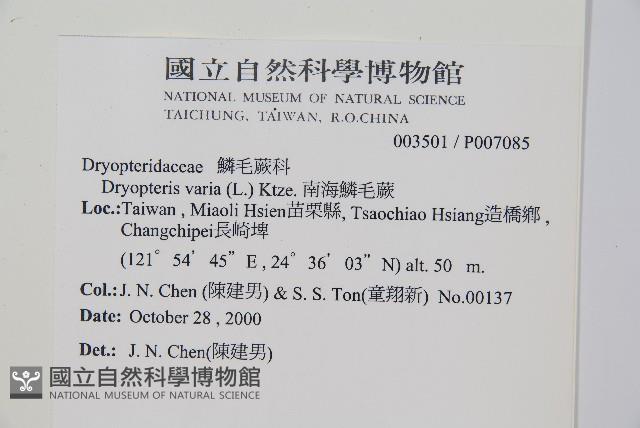 國立自然科學博物館
NATIONAL MUSEUM OF NATURAL SCIENCE
TAICHUNG, TAIWAN, R.O.CHINA
003501 / P007085
Dryopteridaceae 鱗毛蕨科
Dryopteris varia (L.) Ktze. 南海鱗毛蕨
Loc.:Taiwan , Miaoli Hsien苗栗縣, Tsaochiao Hsiang造橋鄉 ,
Changchipei長崎埤
(121° 54' 45” E , 24° 36' 03” N) alt. 50 m.
Col.:J. N. Chen (陳建男) & S. S. Ton(童翔新) No.00137
Date: October 28 , 2000
Det.: J. N. Chen(陳建男)
國立自然科學博物館
NATIONAL MUSEUM OF NATURAL SCIENCE